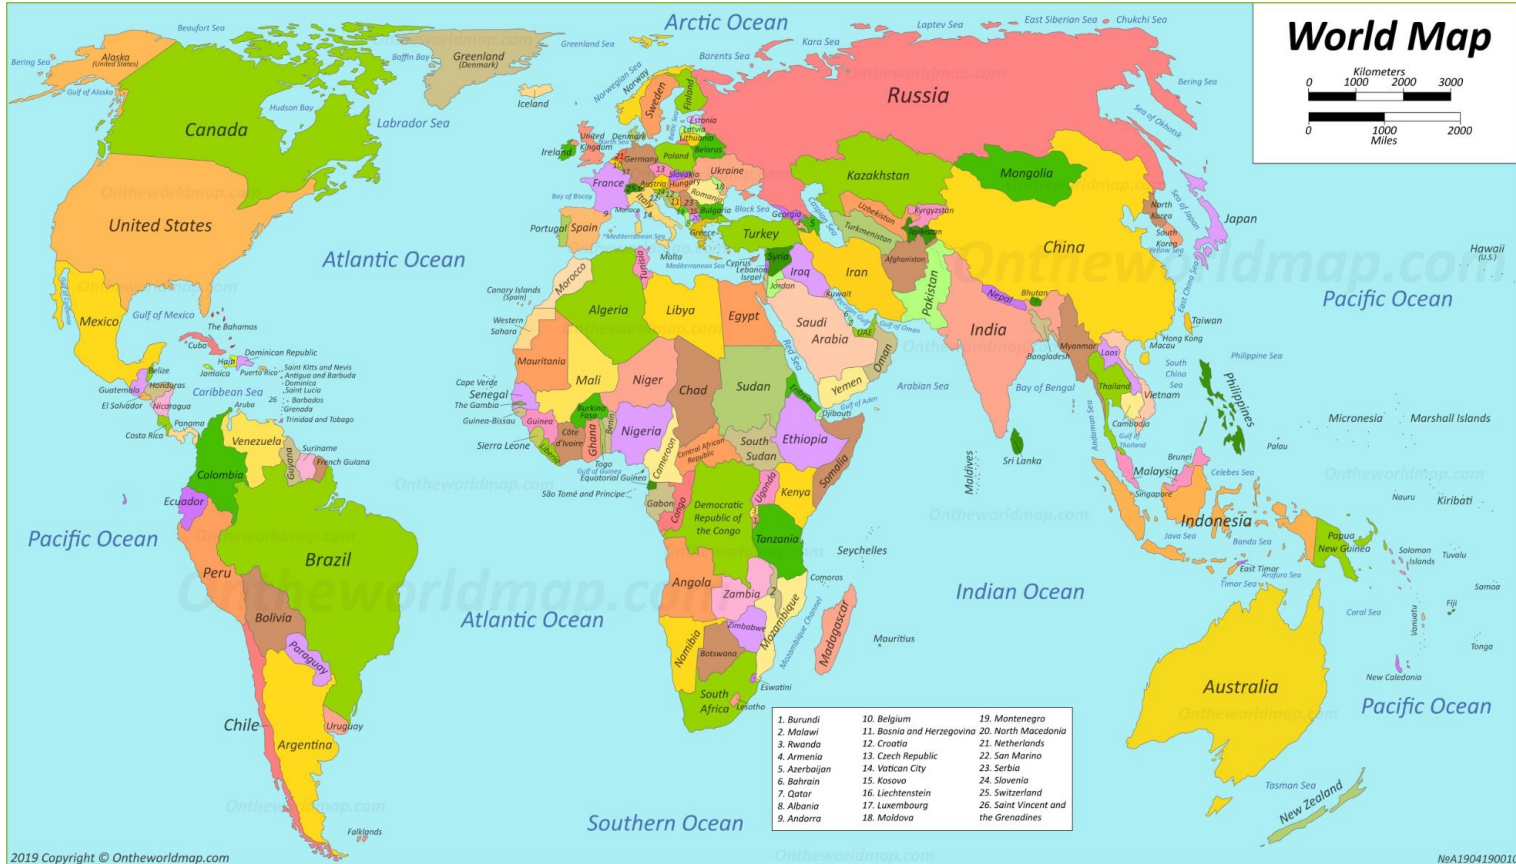 World Map
Kilometers
0 1000 2000 3000
0 1000 2000
Miles
Arctic Ocean
Beaufort Sea
Bering Sea
Alaska
(United States)
Gulf of Alaska
Greenland
(Denmark)
Baffin Bay
Greenland Sea
Hudson Bay
Labrador Sea
Canada
United States
Mexico
Gulf of California
Gulf of Mexico
Atlantic Ocean
The Bahamas
Cuba
Haiti
Dominican Republic
Jamaica
Puerto Rico
Saint Kitts and Nevis
Antigua and Barbuda
Dominica
Saint Lucia
Barbados
26
Grenada
Trinidad and Tobago
Caribbean Sea
Aruba
Belize
Guatemala
Honduras
El Salvador
Nicaragua
Costa Rica
Panama
Venezuela
Guyana
Suriname
French Guiana
Colombia
Ecuador
Peru
Brazil
Bolivia
Paraguay
Chile
Argentina
Uruguay
Falklands
Pacific Ocean
Atlantic Ocean
Southern Ocean
Iceland
Norwegian Sea
Norway
Sweden
Finland
Barents Sea
Kara Sea
Laptev Sea
East Siberian Sea
Chukchi Sea
Bering Sea
Sea of Okhotsk
Russia
Estonia
Latvia
Lithuania
Baltic Sea
North Sea
Denmark
United
Kingdom
Ireland
Germany
Poland
Belarus
Ukraine
Slovakia
Austria
Hungary
Romania
Bulgaria
France
Monaco
Italy
Bay of Biscay
Portugal
Spain
Greece
Malta
Mediterranean Sea
Mediterranean Sea
Black Sea
Turkey
Cyprus
Lebanon
Israel
Syria
Jordan
Iraq
Kuwait
Iran
Georgia
Caspian Sea
Kazakhstan
Uzbekistan
Turkmenistan
Kyrgyzstan
Tajikistan
Afghanistan
Pakistan
Mongolia
China
North
Korea
South
Korea
Sea of Japan
Japan
Yellow Sea
East China Sea
Taiwan
Hong Kong
Macau
Hawaii
(U.S.)
Pacific Ocean
Nepal
Bhutan
India
Bangladesh
Myanmar
Laos
Thailand
Vietnam
Cambodia
Gulf of
Thailand
South
China
Sea
Philippine Sea
Philippines
Bay of Bengal
Andaman Sea
Arabian Sea
Sri Lanka
Maldives
Saudi
Arabia
Persian Gulf
Gulf of Oman
UAE
Oman
Yemen
Gulf of Aden
Red Sea
Canary Islands
(Spain)
Western
Sahara
Morocco
Algeria
Tunisia
Libya
Egypt
Mauritania
Mali
Niger
Chad
Sudan
Eritrea
Djibouti
Cape Verde
Senegal
The Gambia
Guinea-Bissau
Guinea
Sierra Leone
Liberia
Côte
d'Ivoire
Burkina
Faso
Ghana
Togo
Benin
Nigeria
Cameroon
Gulf of Guinea
Equatorial Guinea
São Tomé and Príncipe
Central African
Republic
South
Sudan
Ethiopia
Somalia
Gabon
Congo
Democratic
Republic of
the Congo
Uganda
Kenya
Tanzania
Angola
Zambia
Mozambique
Zimbabwe
Namibia
Botswana
South
Africa
Eswatini
Lesotho
Mozambique Channel
Comoros
Madagascar
Seychelles
Mauritius
Indian Ocean
Malaysia
Brunei
Singapore
Indonesia
Celebes Sea
Java Sea
Banda Sea
East Timor
Timor Sea
Arafura Sea
Papua
New Guinea
Palau
Micronesia
Marshall Islands
Nauru
Kiribati
Solomon
Islands
Tuvalu
Samoa
Fiji
Vanuatu
Tonga
Coral Sea
New Caledonia
Australia
Pacific Ocean
Tasman Sea
New Zealand
1. Burundi
2. Malawi
3. Rwanda
4. Armenia
5. Azerbaijan
6. Bahrain
7. Qatar
8. Albania
9. Andorra
10. Belgium
11. Bosnia and Herzegovina
12. Croatia
13. Czech Republic
14. Vatican City
15. Kosovo
16. Liechtenstein
17. Luxembourg
18. Moldova
19. Montenegro
20. North Macedonia
21. Netherlands
22. San Marino
23. Serbia
24. Slovenia
25. Switzerland
26. Saint Vincent and
the Grenadines
2019 Copyright © Ontheworldmap.com
№A1904190010
Ontheworldmap.com